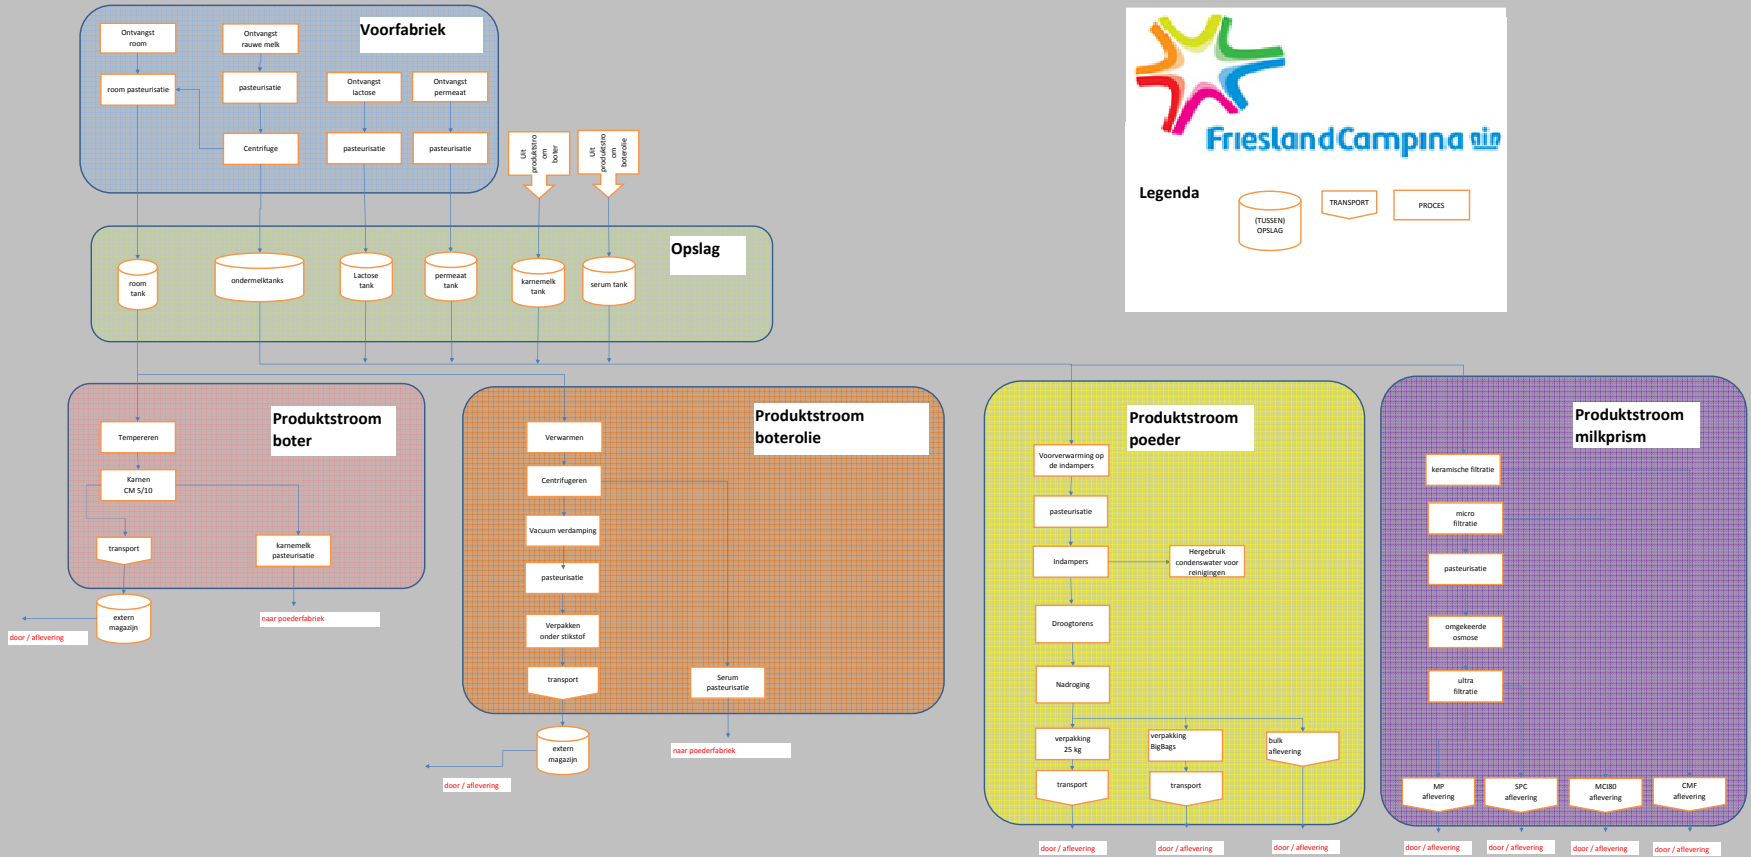 Voorfabriek
Ontvangst
room
Ontvangst
rauwe melk
room pasteurisatie
pasteurisatie
Ontvangst
lactose
Ontvangst
permeaat
Centrifuge
pasteurisatie
pasteurisatie
Uit
produktstro
om
boter
Uit
produktstro
om
boterolie
FrieslandCampina
Legenda
(TUSSEN)
OPSLAG
TRANSPORT
PROCES
Opslag
room
tank
ondermelktanks
Lactose
tank
permeaat
tank
karnemelk
tank
serum tank
Produktstroom
boter
Tempereren
Karnen
CM 5/10
transport
karnemelk
pasteurisatie
extern
magazijn
door / aflevering
naar poederfabriek
Produktstroom
boterolie
Verwarmen
Centrifugeren
Vacuum verdamping
pasteurisatie
Verpakken
onder stikstof
transport
Serum
pasteurisatie
extern
magazijn
naar poederfabriek
door / aflevering
Produktstroom
poeder
Voorverwarming op
de indampers
pasteurisatie
Indampers
Hergebruik
condenswater voor
reinigingen
Droogtorens
Nadroging
verpakking
25 kg
verpakking
BigBags
bulk
aflevering
transport
transport
door / aflevering
door / aflevering
door / aflevering
Produktstroom
milkprism
keramische filtratie
micro
filtratie
pasteurisatie
omgekeerde
osmose
ultra
filtratie
MP
aflevering
SPC
aflevering
MCI80
aflevering
CMF
aflevering
door / aflevering
door / aflevering
door / aflevering
door / aflevering